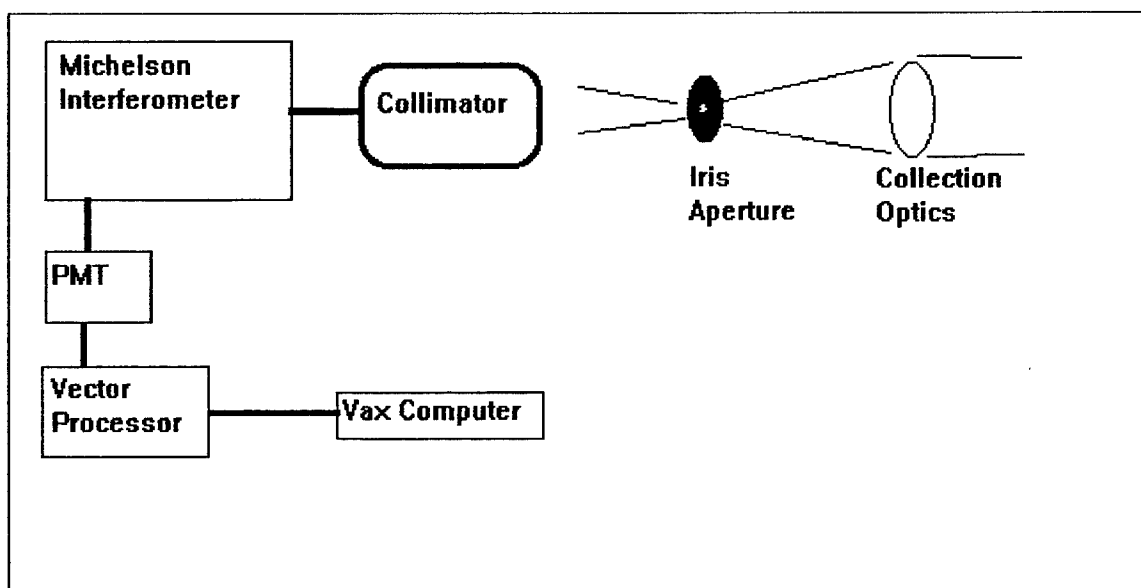 Michelson
Interferometer
Collimator
Iris
Aperture
Collection
Optics
PMT
Vector
Processor
Vax Computer